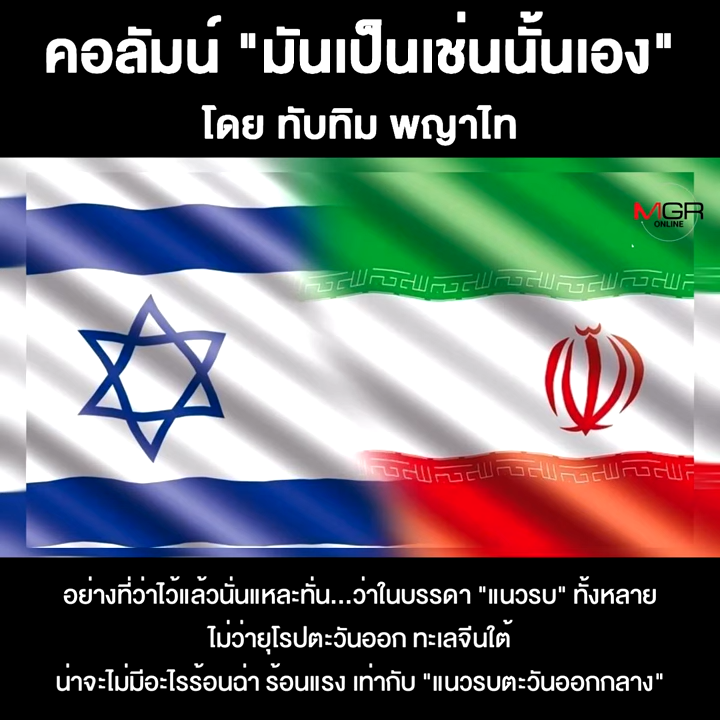 คอลัมน์ "มันเป็นเช่นนั้นเอง"
โดย ทับทิม พญาไท
MGR
ONLINE
อย่างที่ว่าไว้แล้วนั่นแหละทั่น...ว่าในบรรดา "แนวรบ" ทั้งหลาย
ไม่ว่ายุโรปตะวันออก ทะเลจีนใต้
น่าจะไม่มีอะไรร้อนฉ่า ร้อนแรง เท่ากับ "แนวรบตะวันออกกลาง"